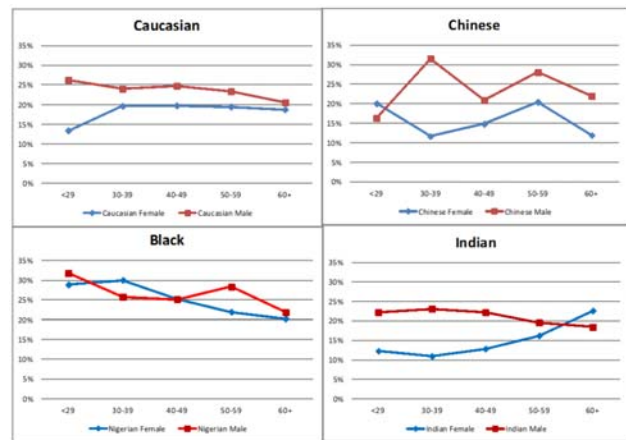 Caucasian
35%
30%
25%
20%
15%
10%
5%
0%
<29 30-39 40-49 50-59 60+
Caucasian Female Caucasian Male
Chinese
35%
30%
25%
20%
15%
10%
5%
0%
<29 30-39 40-49 50-59 60+
Chinese Female Chinese Male
Black
35%
30%
25%
20%
15%
10%
5%
0%
<29 30-39 40-49 50-59 60+
Nigerian Female Nigerian Male
Indian
35%
30%
25%
20%
15%
10%
5%
0%
<29 30-39 40-49 50-59 60+
Indian Female Indian Male